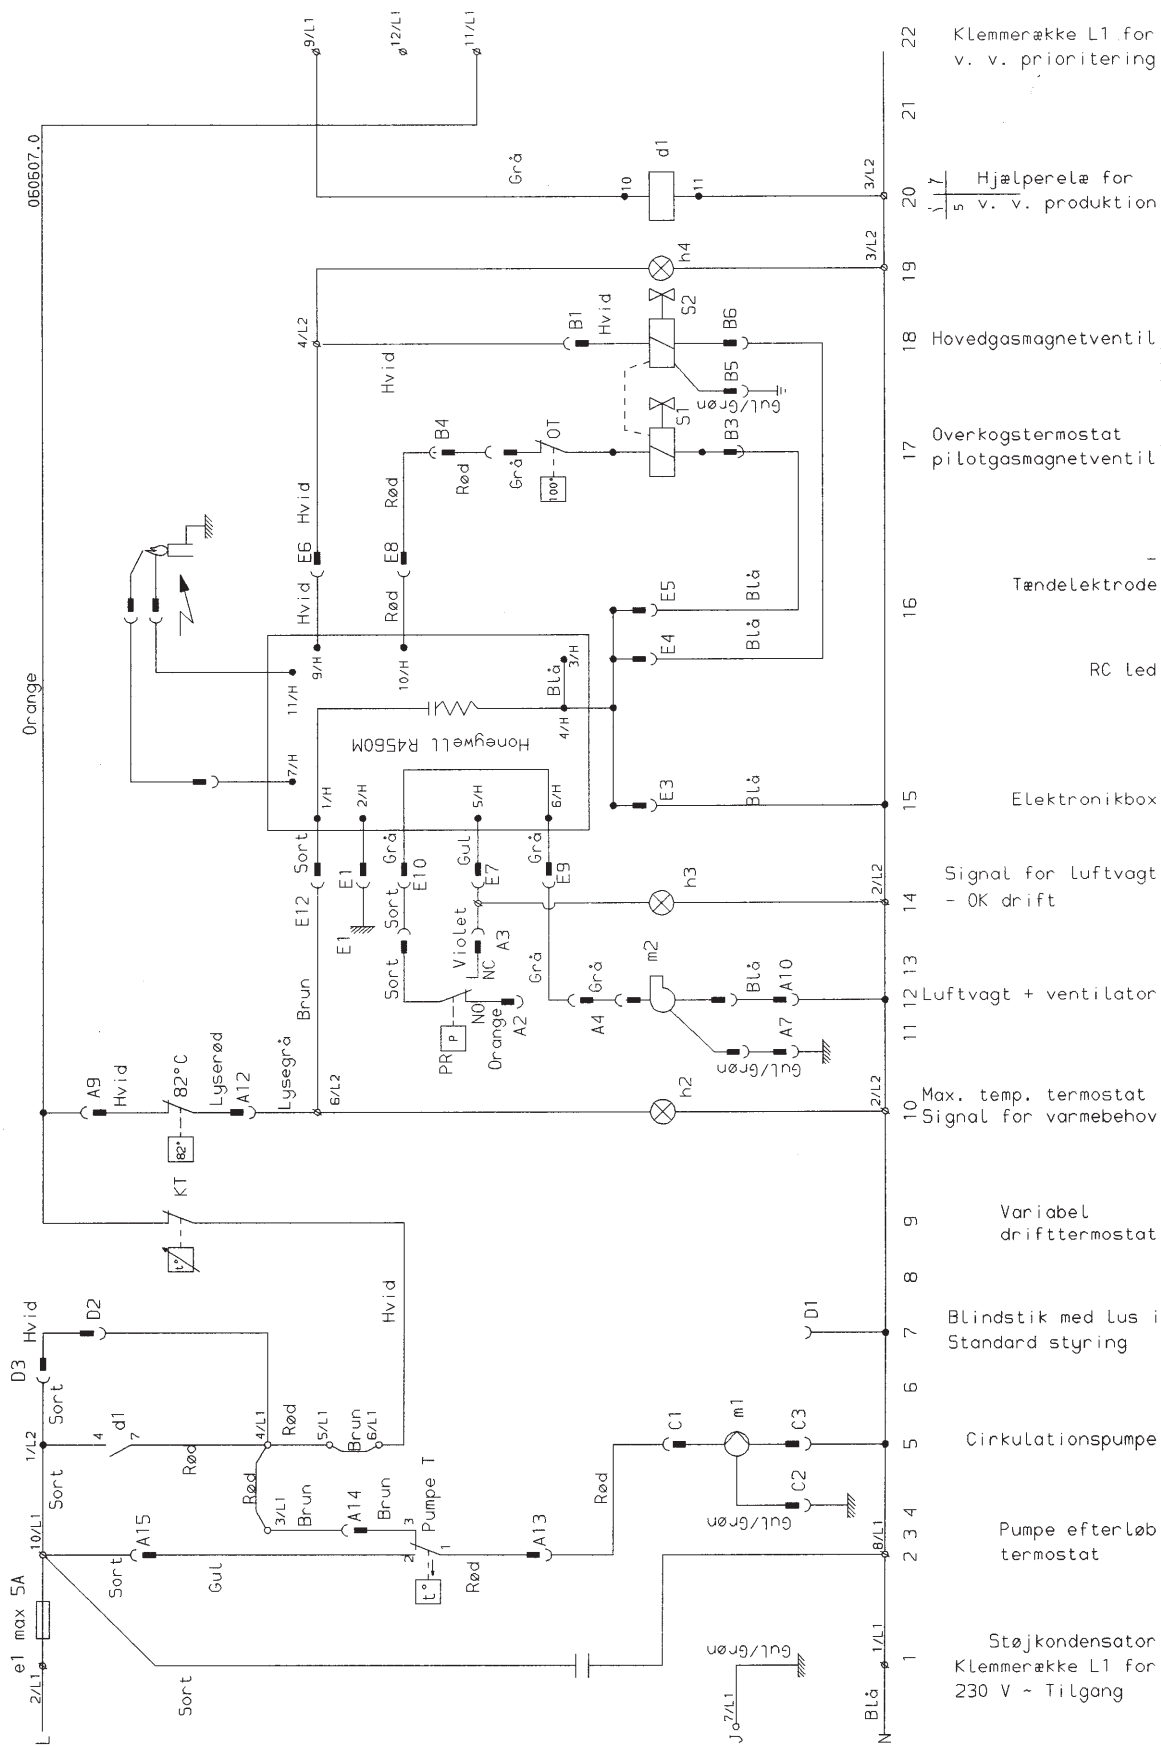 9/L1
12/L1
11/L1
22
Klemmerække L1 for
v. v. prioritering
21
060607.0
Grå
10
d1
11
3/L2
20
7
5
Hjælperelæ for
v. v. produktion
h4
3/L2
19
4/L2
Hvid
B1
Hvid
S2
B6
18
Hovedgasmagnetventil
B5
Gul/Grøn
B4
Rød
Grå
OT
100°
S1
B3
17
Overkogstermostat
pilotgasmagnetventil
Hvid
E6
Hvid
Rød
E8
Rød
E5
Blå
E4
Blå
16
Tændelektrode
RC led
Orange
11/H
9/H
10/H
3/H
Blå
4/H
7/H
Honeywell R4560M
1/H
2/H
5/H
6/H
E3
Blå
15
Elektronikbox
Sort
E12
Brun
E1
E1
Grå
E10
Sort
Sort
Gul
E7
Violet
A3
NC
Grå
E9
Grå
h3
2/L2
14
Signal for luftvagt
- OK drift
13
PR
P
NO
Orange
A2
A4
Grå
m2
Blå
A10
12
Luftvagt + ventilator
11
A7
Gul/Grøn
A9
Hvid
82°C
82°
Lyserød
A12
Lysegrå
6/L2
h2
2/L2
10
Max. temp. termostat
Signal for varmebehov
KT
t°
9
Variabel
drifttermostat
8
Hvid
D3
Hvid
D2
D1
7
Blindstik med lus i
Standard styring
6
Sort
1/L2
4
d1
7
Rød
4/L1
Rød
5/L1
Brun
6/L1
C1
m1
C3
5
Cirkulationspumpe
Sort
Rød
3/L1
Brun
A14
Brun
Pumpe T
3
Rød
C2
Gul/Grøn
4
10/L1
A15
Sort
Gul
2
1
t°
Rød
A13
8/L1
3
2
Pumpe efterløb
termostat
e1 max 5A
2/L1
L
Sort
Gul/Grøn
Gul/Grøn
J
7/L1
1/L1
Blå
N
1
Støjkondensator
Klemmerække L1 for
230 V ~ Tilgang